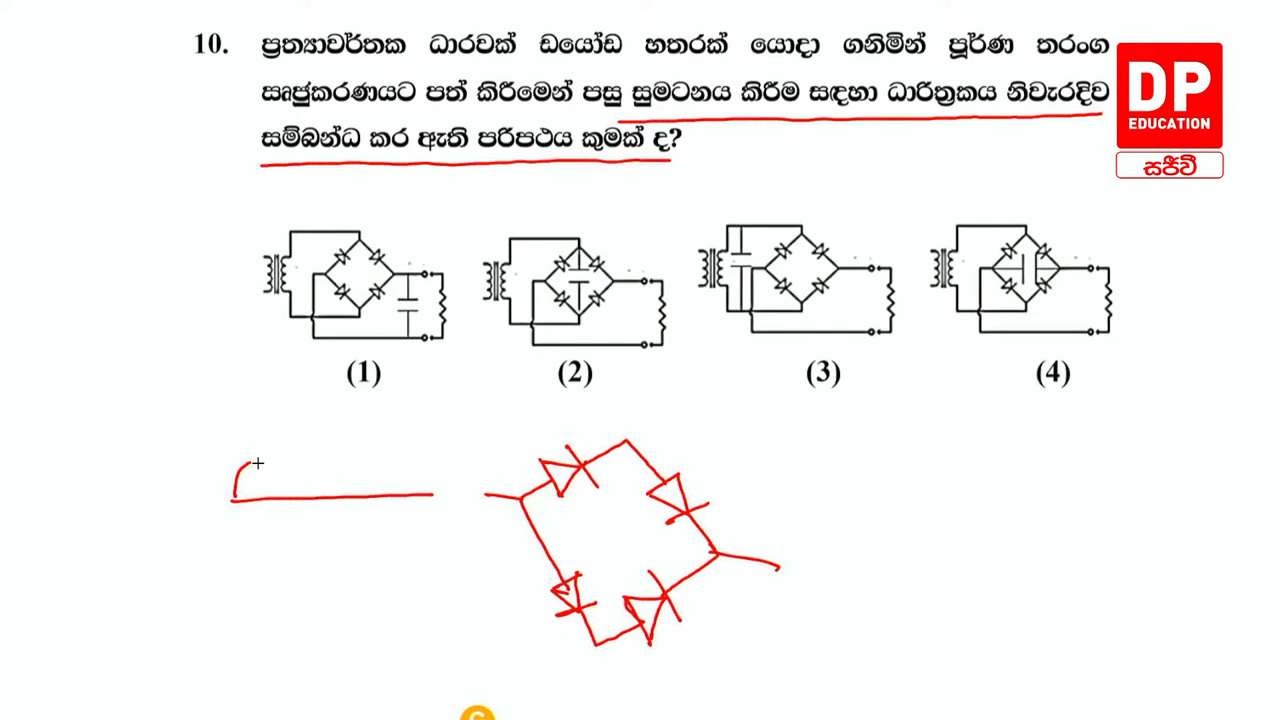 10. ප්‍රත්‍යාවර්තක ධාරාවක් ඩයෝඩ හතරක් යොදා ගනිමින් පූර්ණ තරංග
සෘජුකරණයට පත් කිරීමෙන් පසු සුමටනය කිරීම සඳහා ධාරිත්‍රකය නිවැරදිව
සම්බන්ධ කර ඇති පරිපථය කුමක් ද?
DP
EDUCATION
සජීවී
(1) (2) (3) (4)